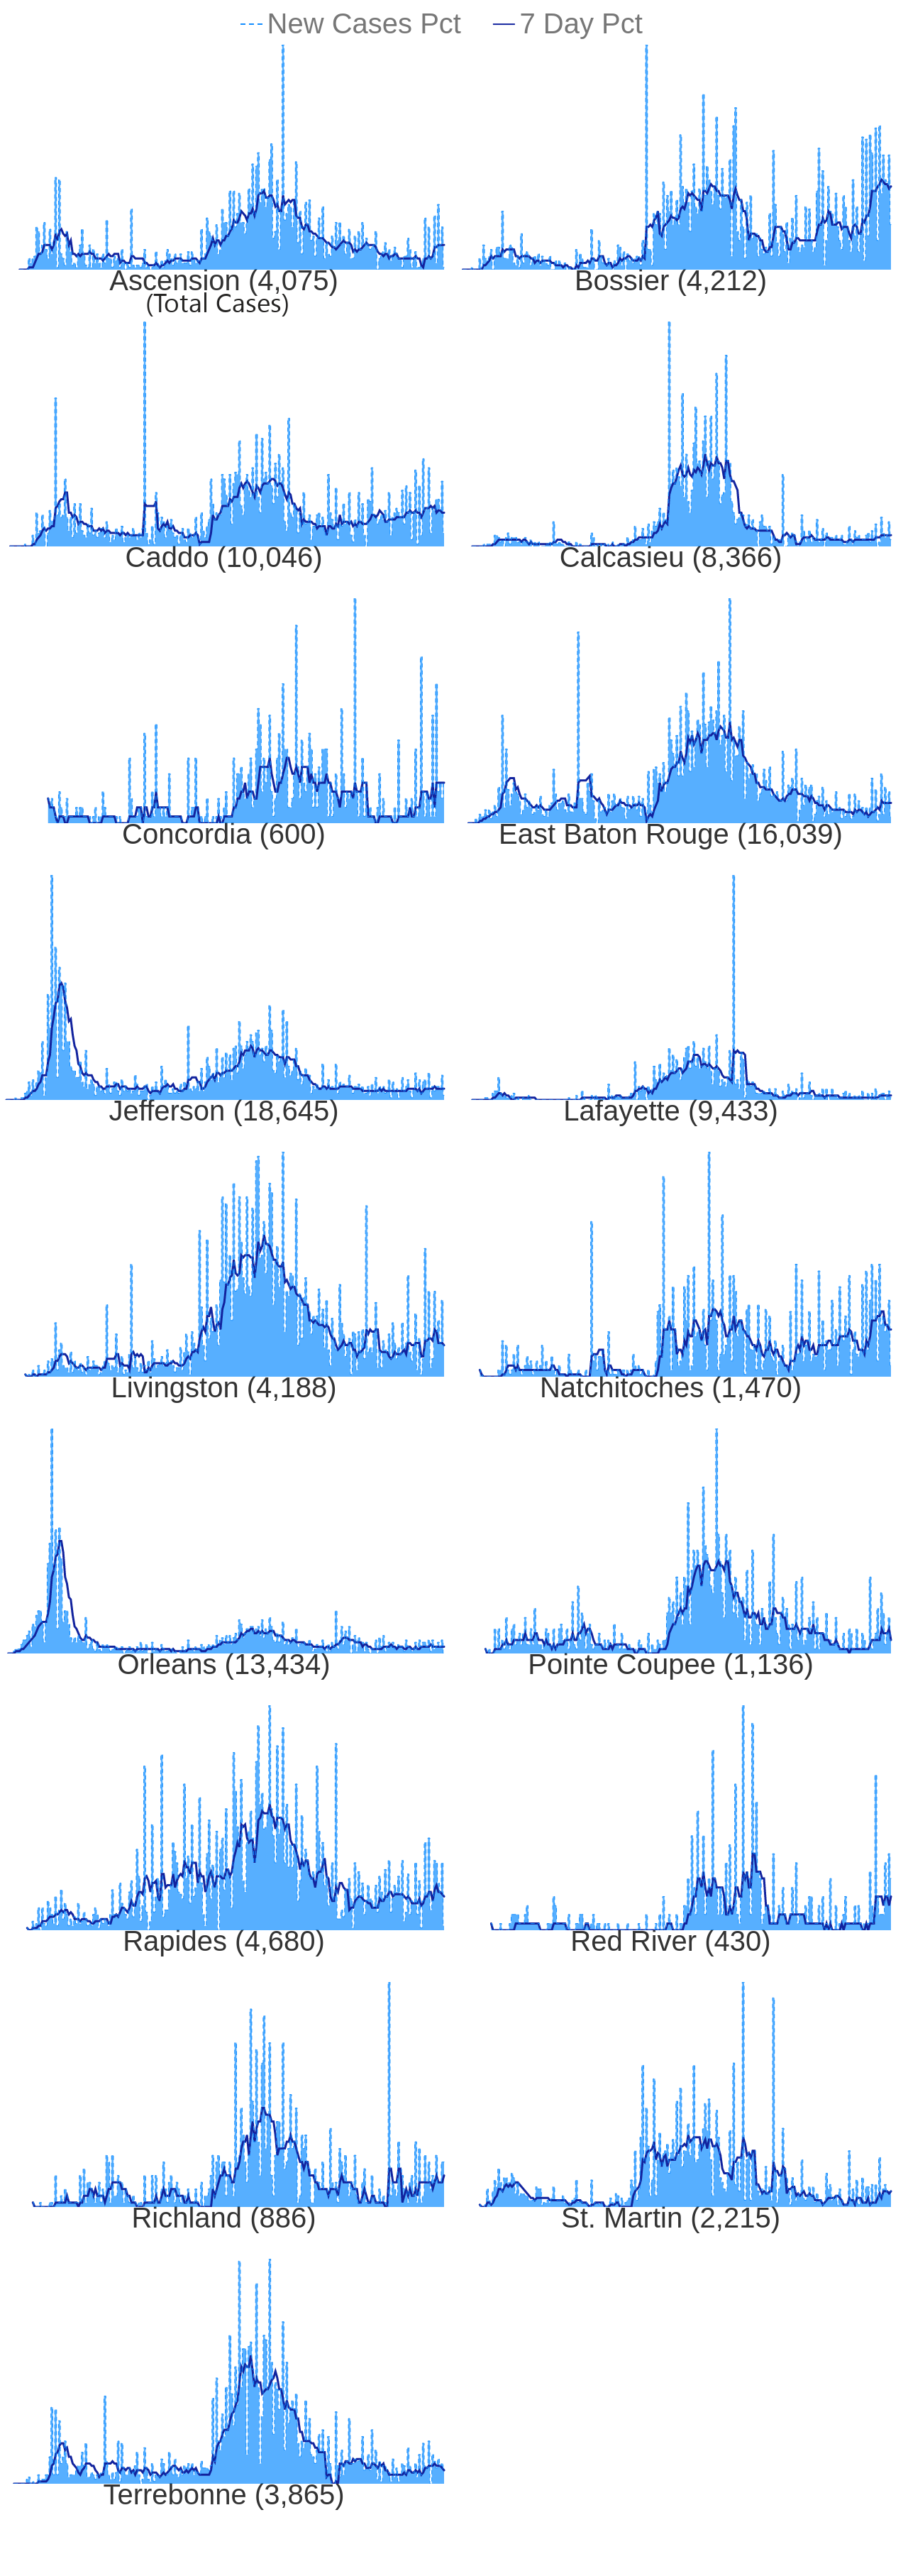 New Cases Pct 7 Day Pct
Ascension (4,075) Bossier (4,212)
(Total Cases)
Caddo (10,046) Calcasieu (8,366)
Concordia (600) East Baton Rouge (16,039)
Jefferson (18,645) Lafayette (9,433)
Livingston (4,188) Natchitoches (1,470)
Orleans (13,434) Pointe Coupee (1,136)
Rapides (4,680) Red River (430)
Richland (886) St. Martin (2,215)
Terrebonne (3,865)